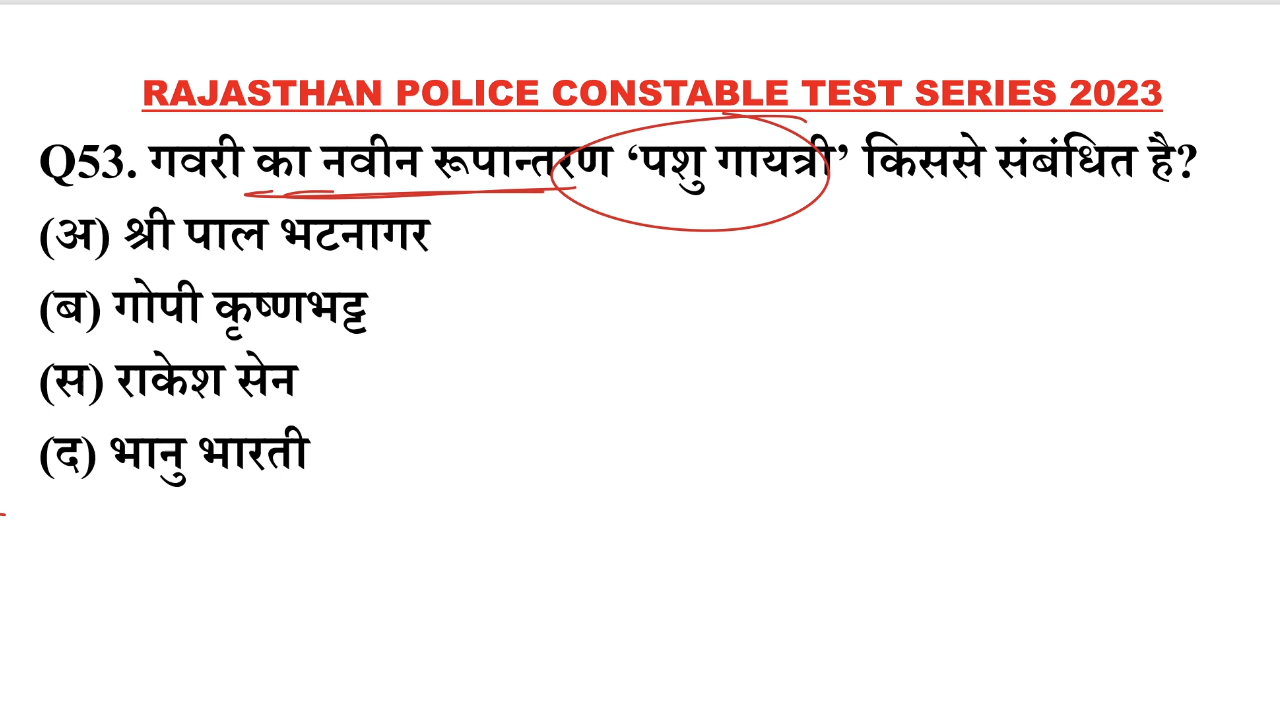 RAJASTHAN POLICE CONSTABLE TEST SERIES 2023
Q53. गवरी का नवीन रूपान्तरण ‘पशु गायत्री’ किससे संबंधित है?
(अ) श्री पाल भटनागर
(ब) गोपी कृष्णभट्ट
(स) राकेश सेन
(द) भानु भारती